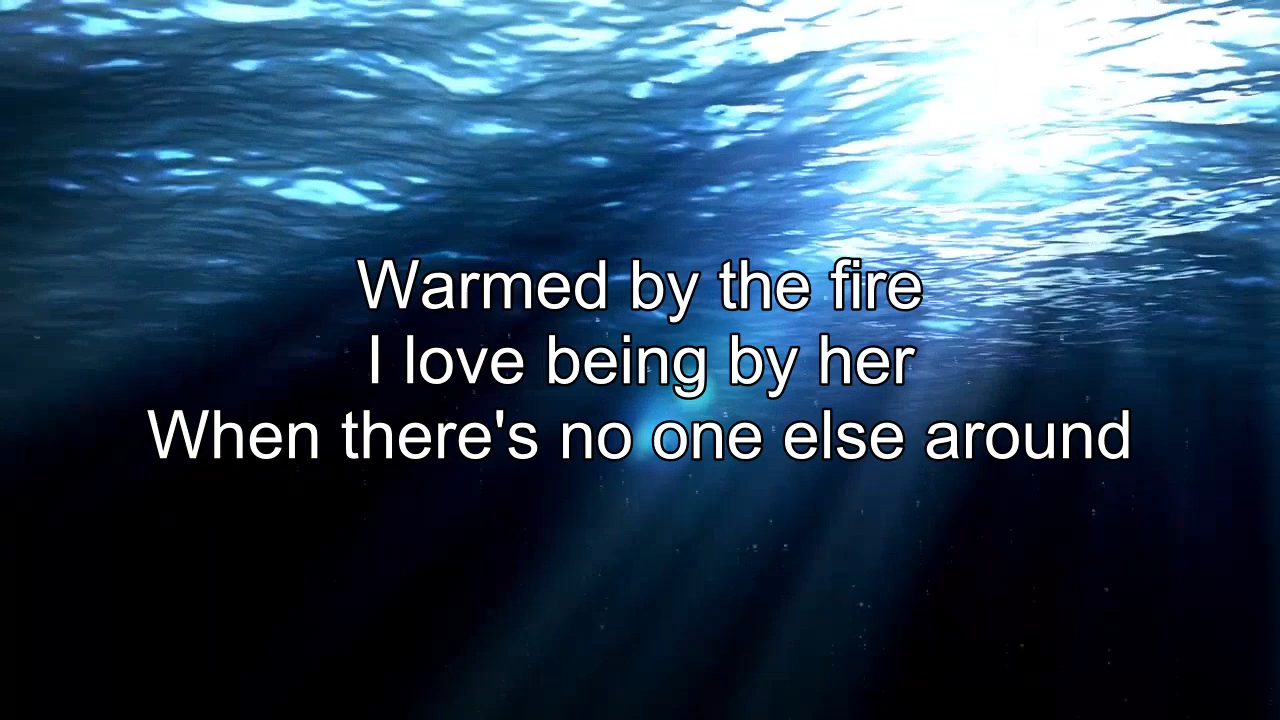 Warmed by the fire
I love being by her
When there's no one else around